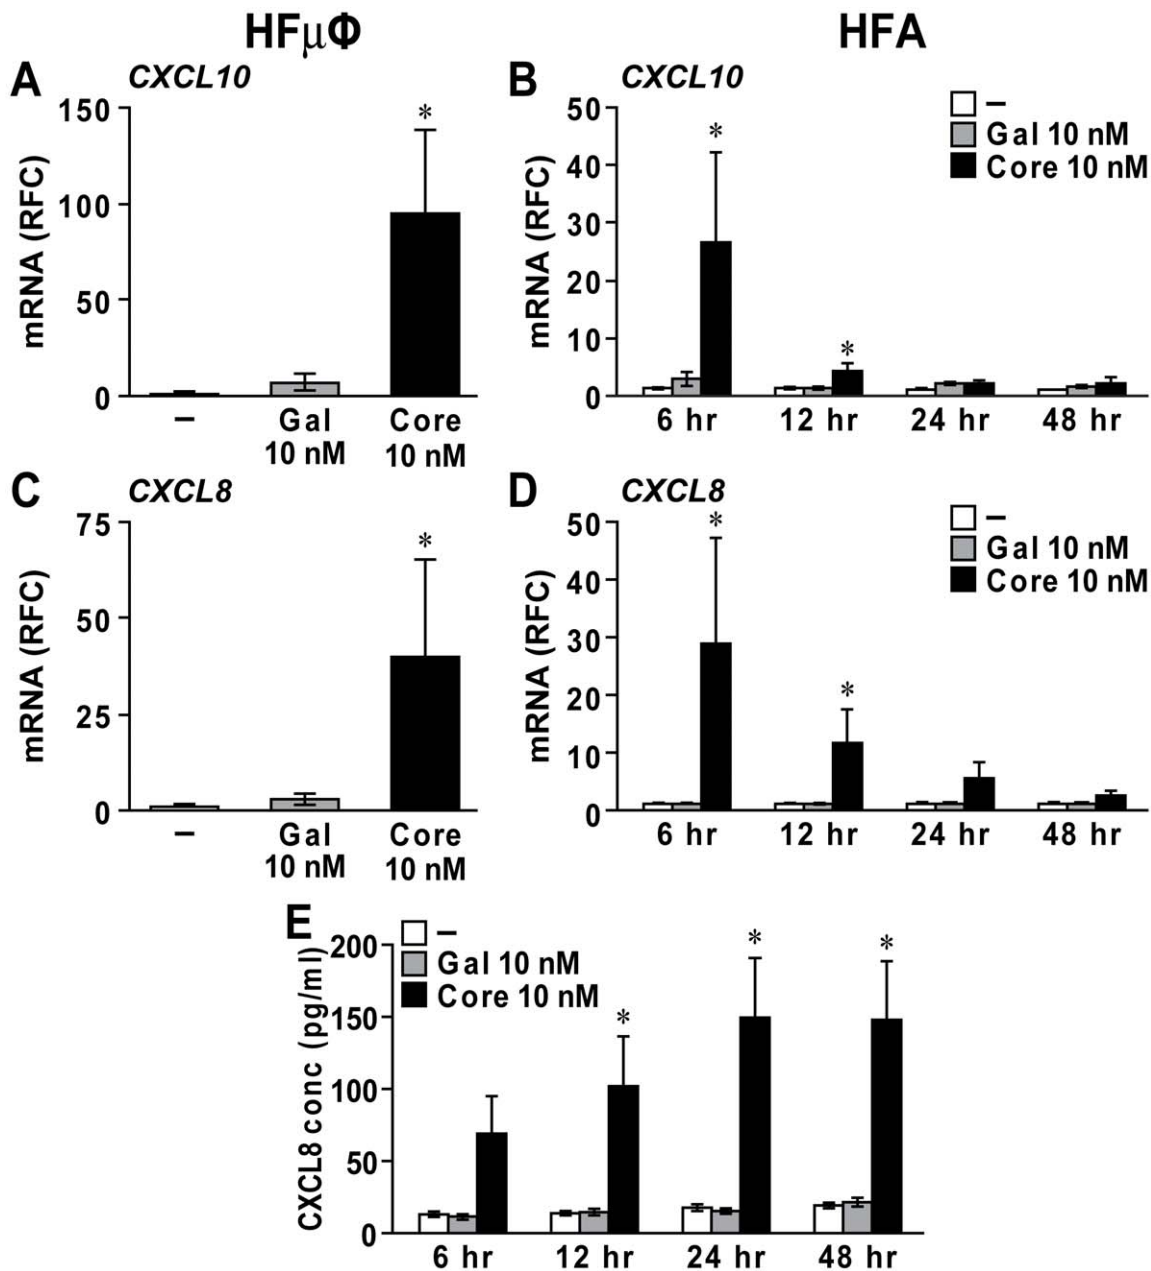 HFμΦ
HFA
A
CXCL10
150
100
50
0
mRNA (RFC)
*
–
Gal
10 nM
Core
10 nM
B
CXCL10
50
40
30
20
10
0
mRNA (RFC)
–
Gal 10 nM
Core 10 nM
*
*
6 hr
12 hr
24 hr
48 hr
C
CXCL8
75
50
25
0
mRNA (RFC)
*
–
Gal
10 nM
Core
10 nM
D
CXCL8
50
40
30
20
10
0
mRNA (RFC)
–
Gal 10 nM
Core 10 nM
*
*
6 hr
12 hr
24 hr
48 hr
E
200
150
100
50
0
CXCL8 conc (pg/ml)
–
Gal 10 nM
Core 10 nM
*
*
*
6 hr
12 hr
24 hr
48 hr